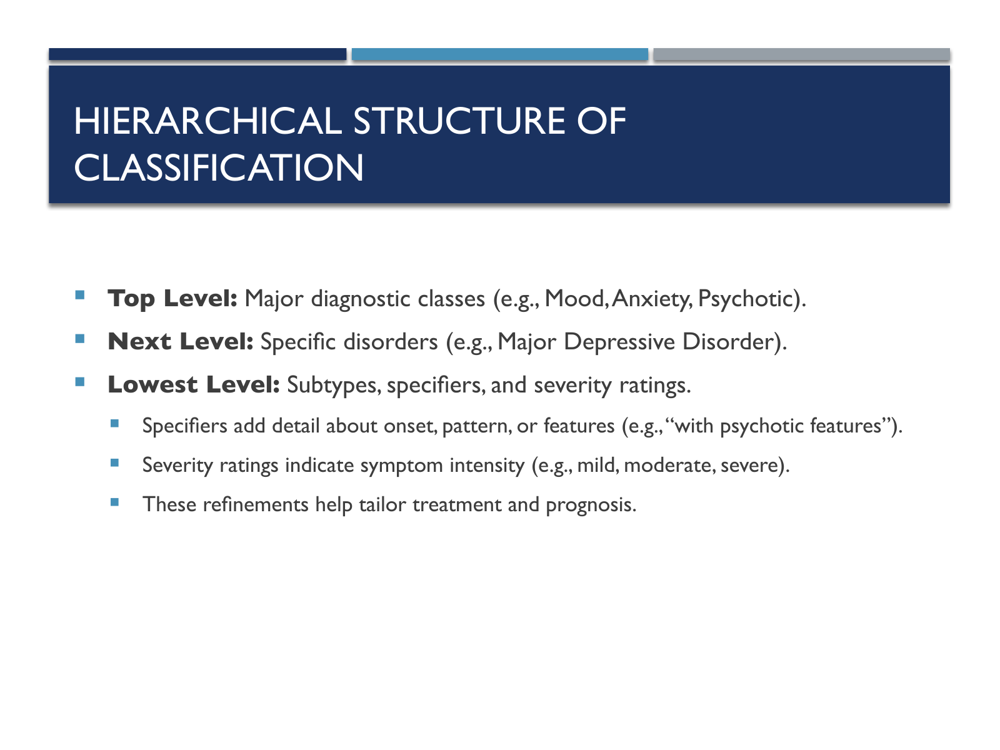 HIERARCHICAL STRUCTURE OF
CLASSIFICATION
Top Level: Major diagnostic classes (e.g., Mood, Anxiety, Psychotic).
Next Level: Specific disorders (e.g., Major Depressive Disorder).
Lowest Level: Subtypes, specifiers, and severity ratings.
Specifiers add detail about onset, pattern, or features (e.g., “with psychotic features”).
Severity ratings indicate symptom intensity (e.g., mild, moderate, severe).
These refinements help tailor treatment and prognosis.